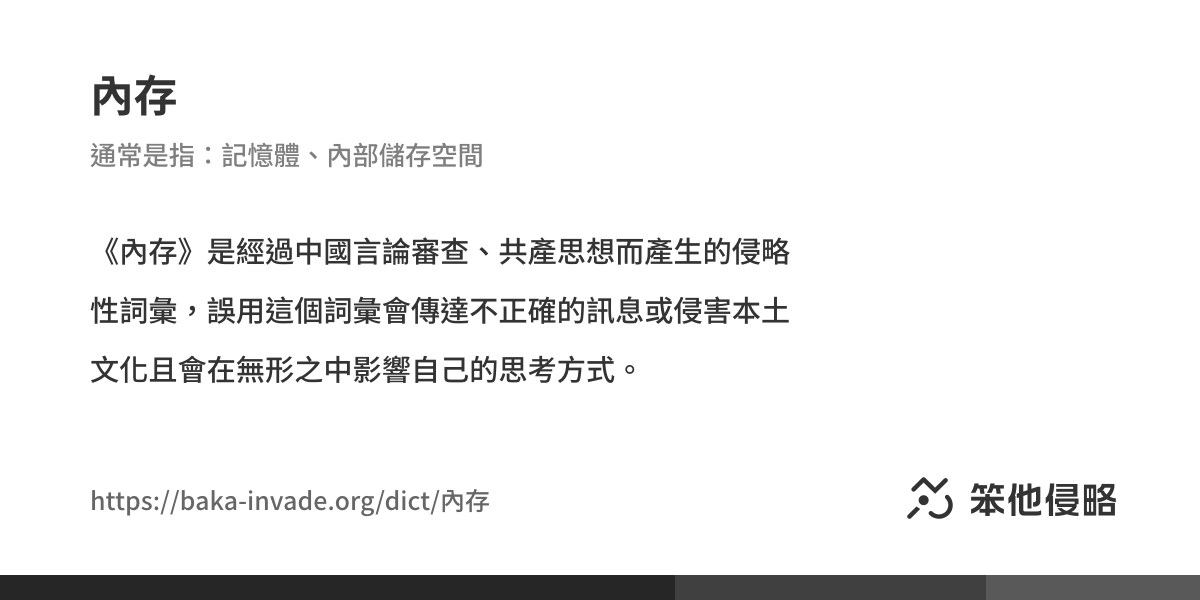 內存
通常是指：記憶體、內部儲存空間
《內存》是經過中國言論審查、共產思想而產生的侵略
性詞彙，誤用這個詞彙會傳達不正確的訊息或侵害本土
文化且會在無形之中影響自己的思考方式。
https://baka-invade.org/dict/內存
笨他侵略